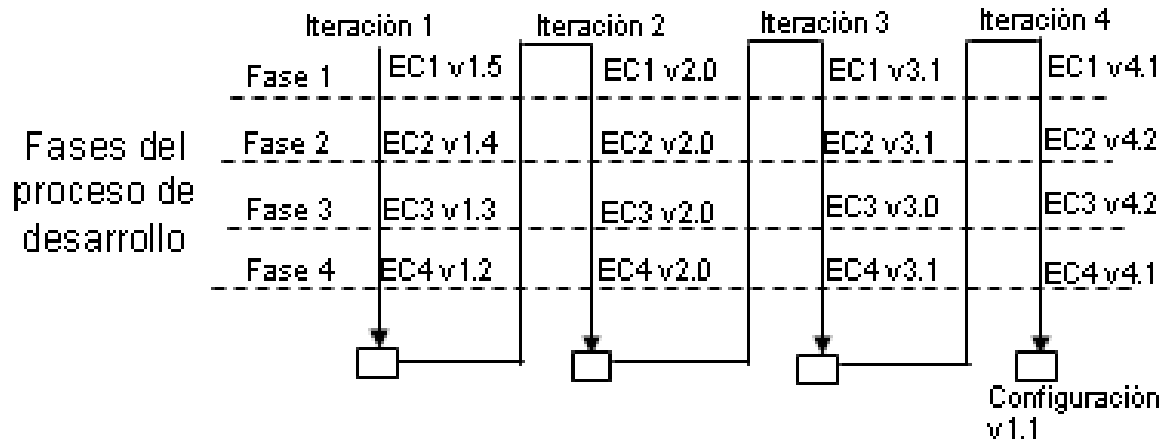 Iteración 1 Iteración 2 Iteración 3 Iteración 4
Fase 1 EC1 v1.5 EC1 v2.0 EC1 v3.1 EC1 v4.1
Fases del
proceso de
desarrollo
Fase 2 EC2 v1.4 EC2 v2.0 EC2 v3.1 EC2 v4.2
Fase 3 EC3 v1.3 EC3 v2.0 EC3 v3.0 EC3 v4.2
Fase 4 EC4 v1.2 EC4 v2.0 EC4 v3.1 EC4 v4.1
Configuración
v1.1